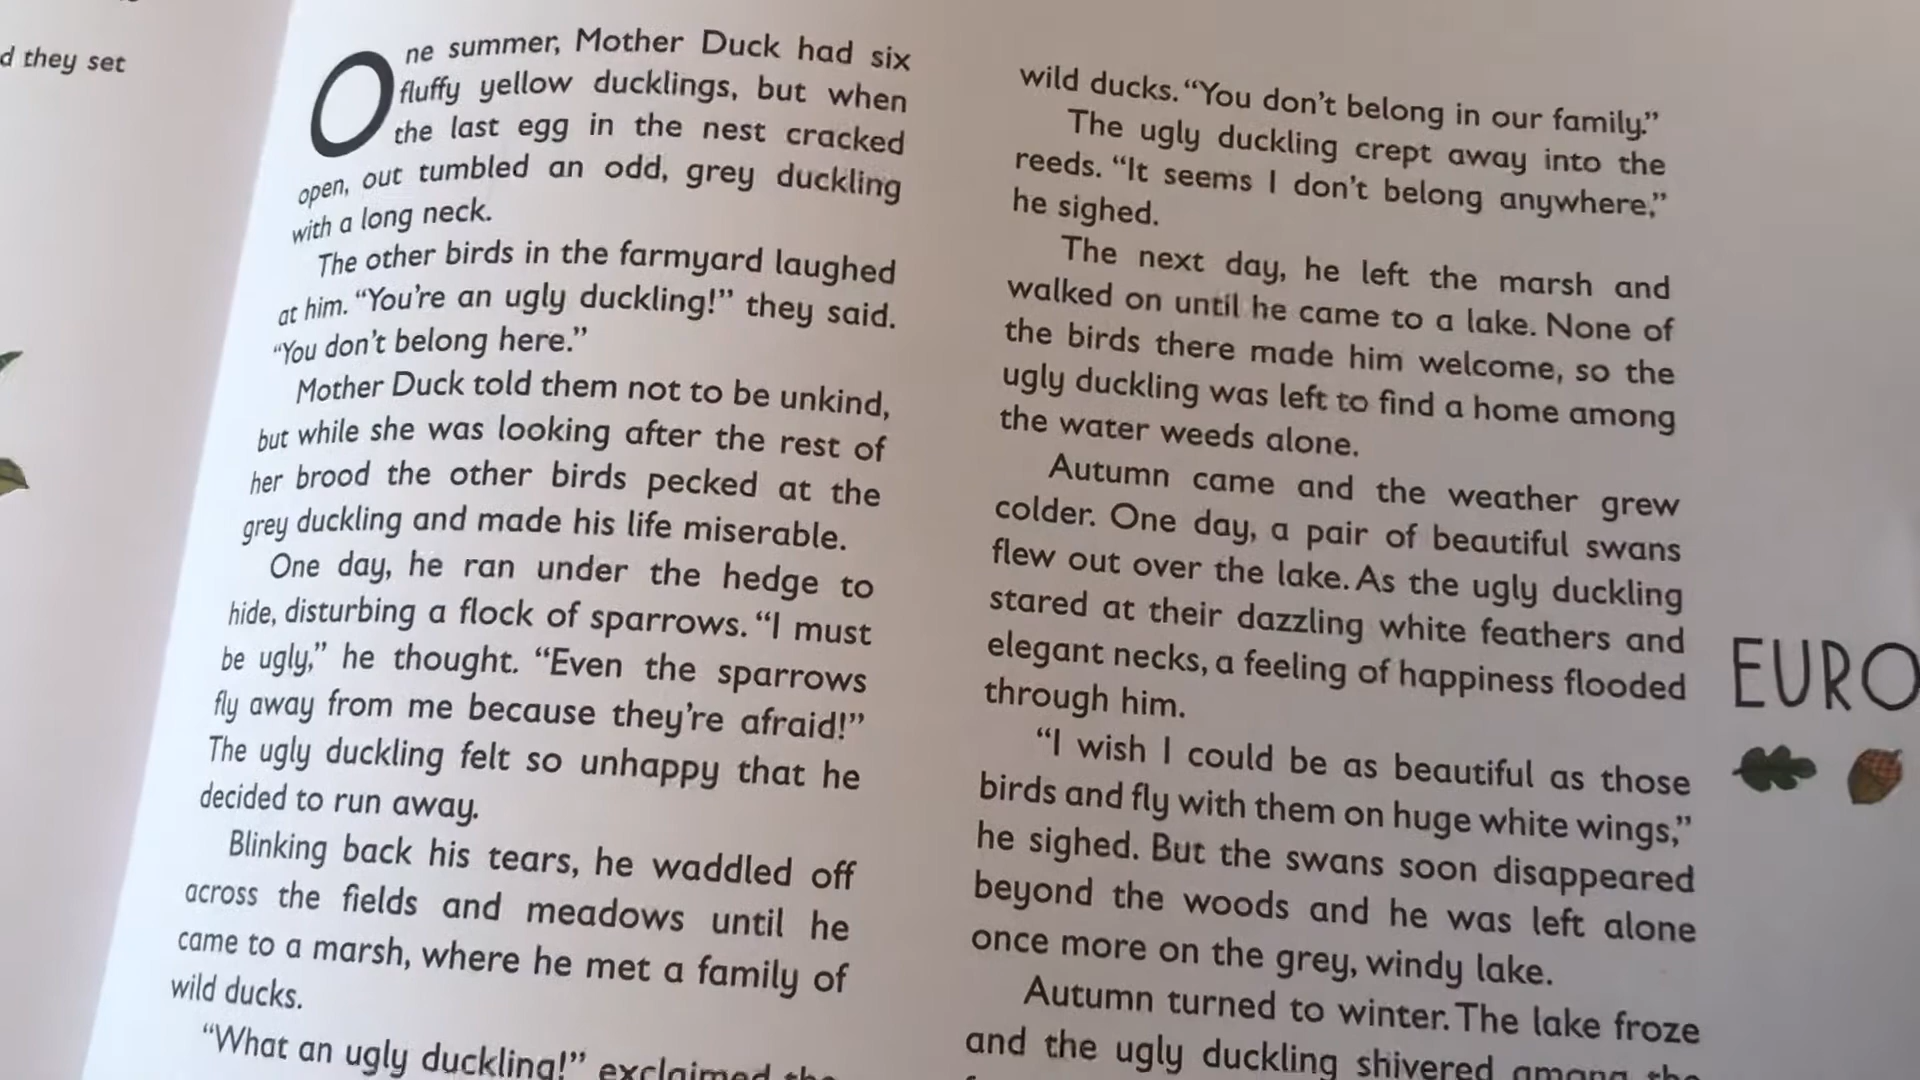 d they set
One summer, Mother Duck had six
fluffy yellow ducklings, but when
the last egg in the nest cracked
open, out tumbled an odd, grey duckling
with a long neck.
The other birds in the farmyard laughed
at him. “You’re an ugly duckling!” they said.
“You don’t belong here.”
Mother Duck told them not to be unkind,
but while she was looking after the rest of
her brood the other birds pecked at the
grey duckling and made his life miserable.
One day, he ran under the hedge to
hide, disturbing a flock of sparrows. “I must
be ugly,” he thought. “Even the sparrows
fly away from me because they’re afraid!”
The ugly duckling felt so unhappy that he
decided to run away.
Blinking back his tears, he waddled off
across the fields and meadows until he
came to a marsh, where he met a family of
wild ducks.
“What an ugly duckling!” exclaimed the
wild ducks. “You don’t belong in our family.”
The ugly duckling crept away into the
reeds. “It seems I don’t belong anywhere,”
he sighed.
The next day, he left the marsh and
walked on until he came to a lake. None of
the birds there made him welcome, so the
ugly duckling was left to find a home among
the water weeds alone.
Autumn came and the weather grew
colder. One day, a pair of beautiful swans
flew out over the lake. As the ugly duckling
stared at their dazzling white feathers and
elegant necks, a feeling of happiness flooded
through him.
“I wish I could be as beautiful as those
birds and fly with them on huge white wings,”
he sighed. But the swans soon disappeared
beyond the woods and he was left alone
once more on the grey, windy lake.
Autumn turned to winter. The lake froze
and the ugly duckling shivered among the
EURO